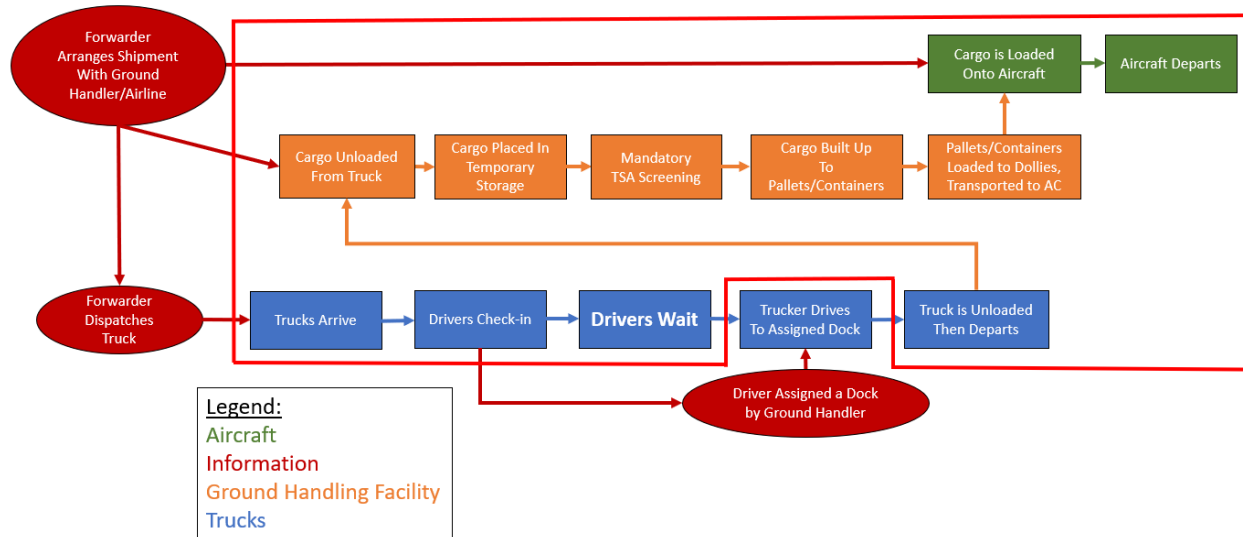 Forwarder
Arranges Shipment
With Ground
Handler/Airline
Cargo is Loaded
Onto Aircraft
Aircraft Departs
Cargo Unloaded
From Truck
Cargo Placed In
Temporary
Storage
Mandatory
TSA Screening
Cargo Built Up
To
Pallets/Containers
Pallets/Containers
Loaded to Dollies,
Transported to AC
Forwarder
Dispatches
Truck
Trucks Arrive
Drivers Check-in
Drivers Wait
Trucker Drives
To Assigned Dock
Truck is Unloaded
Then Departs
Driver Assigned a Dock
by Ground Handler
Legend:
Aircraft
Information
Ground Handling Facility
Trucks